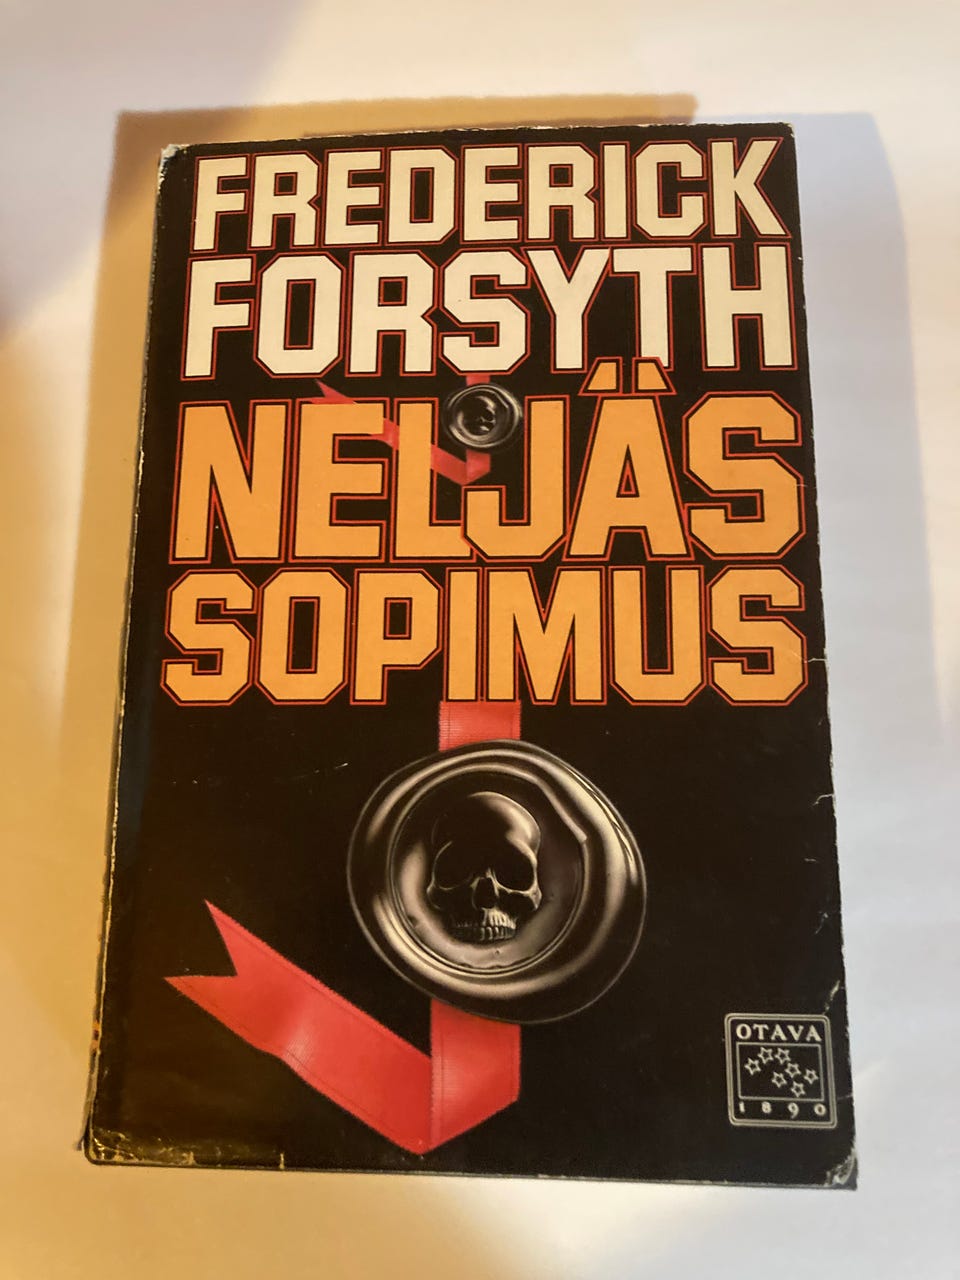 FREDERICK
FORSYTH
NELJÄS
SOPIMUS
OTAVA
1890